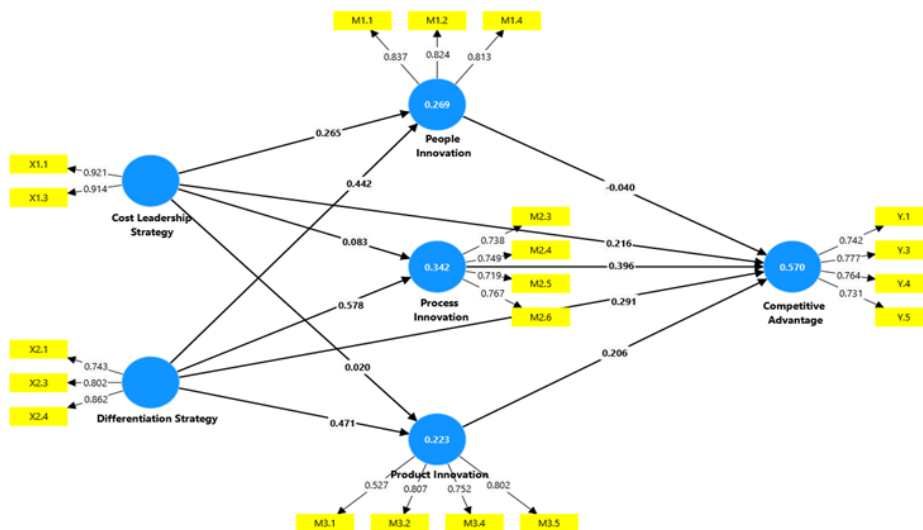 M1.1 M1.2 M1.4
0.837 0.824 0.813
0.269
People
Innovation
0.265
0.442
-0.040
X1.1
0.921
X1.3
0.914
Cost Leadership
Strategy
0.083
0.216
0.396
0.578
0.291
0.020
0.342
Process
Innovation
M2.3
0.738
M2.4
0.749
M2.5
0.719
M2.6
0.767
Y.1
0.742
Y.3
0.777
Y.4
0.764
Y.5
0.731
0.570
Competitive
Advantage
X2.1
0.743
X2.3
0.802
X2.4
0.862
Differentiation Strategy
0.471
0.206
0.223
Product Innovation
0.527 0.807 0.752 0.802
M3.1 M3.2 M3.4 M3.5